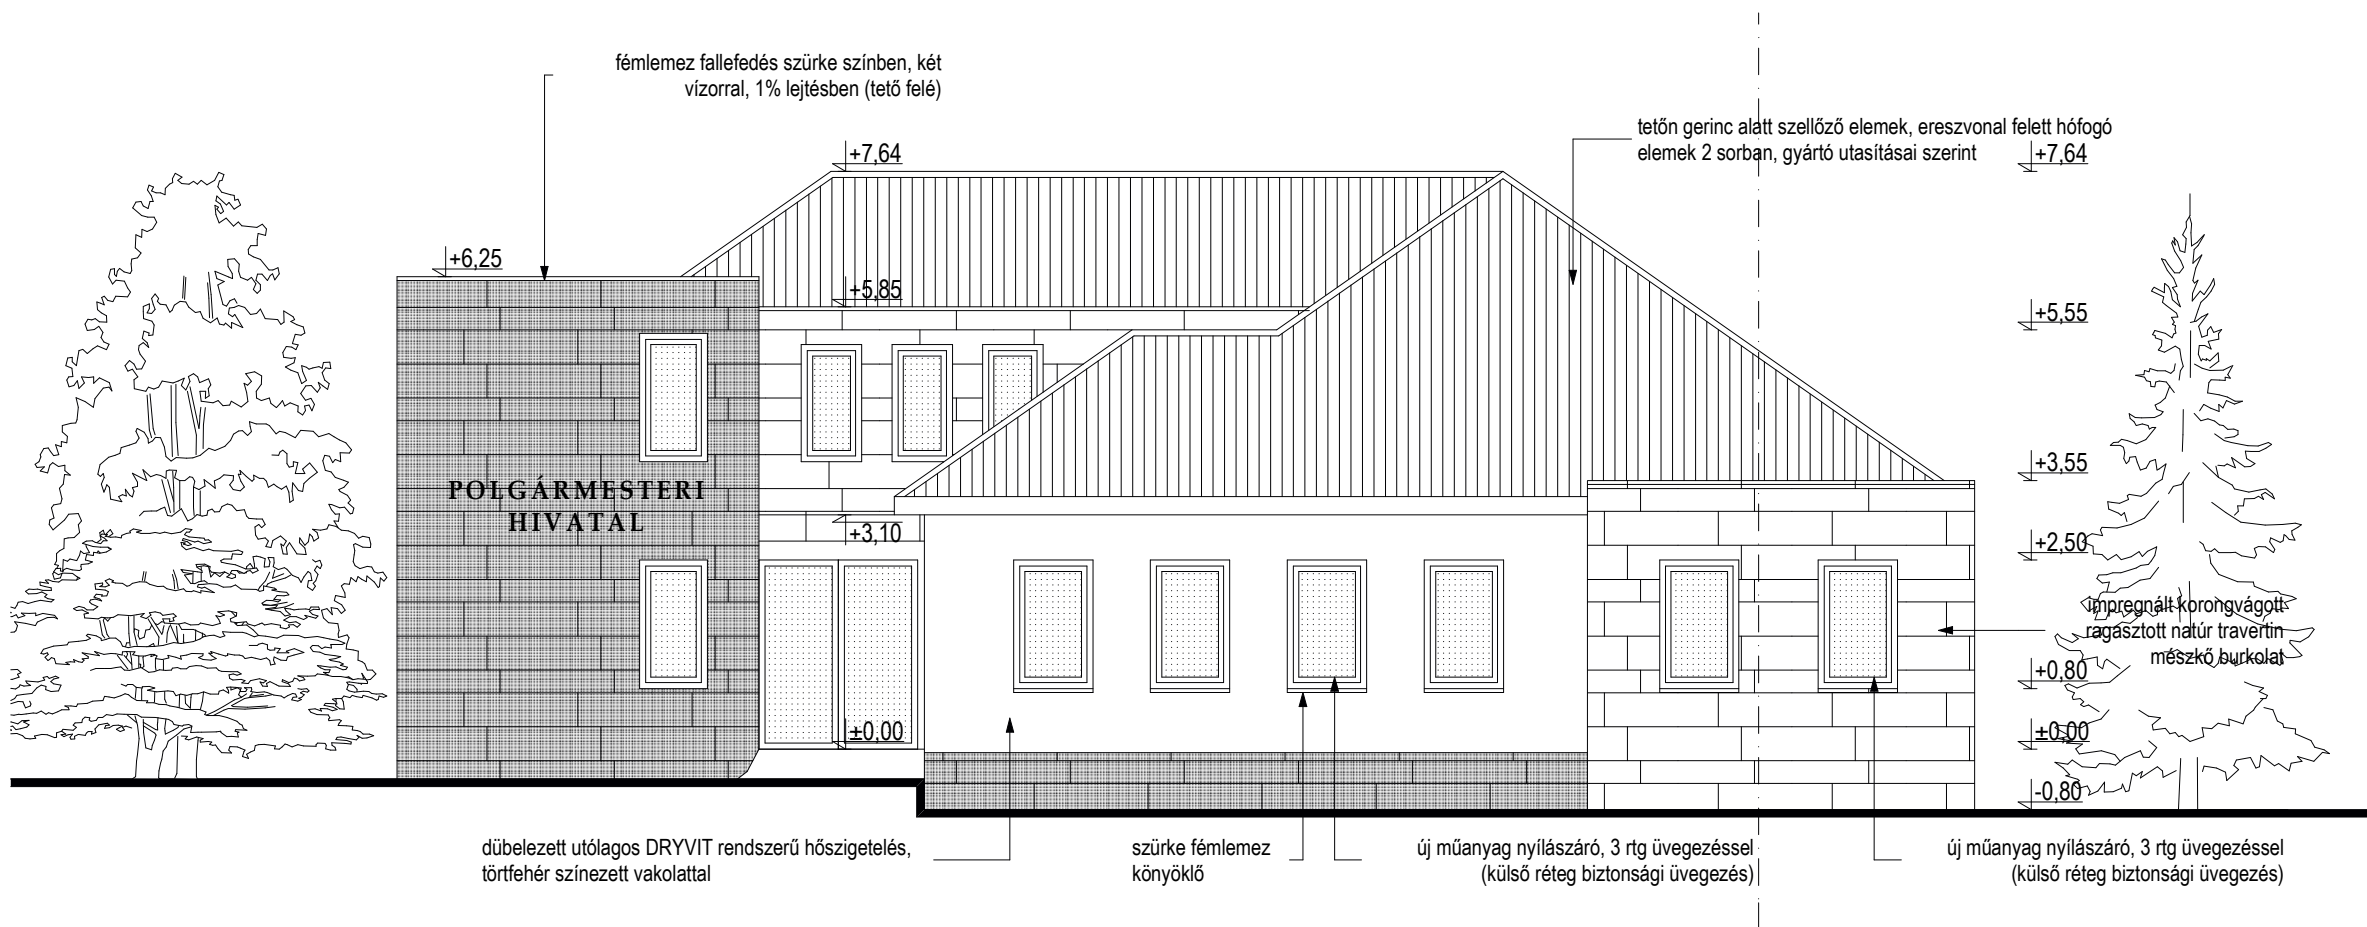 fémlemez fallefedés szürke színben, két
vízorral, 1% lejtésben (tető felé)
tetőn gerinc alatt szellőző elemek, ereszvonal felett hófogó
elemek 2 sorban, gyártó utasításai szerint
+7,64
+7,64
+6,25
+5,85
+5,55
+3,55
POLGÁRMESTERI
HIVATAL
+3,10
+2,50
impregnált korongvágott
ragasztott natúr travertin
mészkő burkolat
+0,80
±0,00
±0,00
-0,80
dübelezett utólagos DRYVIT rendszerű hőszigetelés,
törtfehér színezett vakolattal
szürke fémlemez
könyöklő
új műanyag nyílászáró, 3 rtg üvegezéssel
(külső réteg biztonsági üvegezés)
új műanyag nyílászáró, 3 rtg üvegezéssel
(külső réteg biztonsági üvegezés)